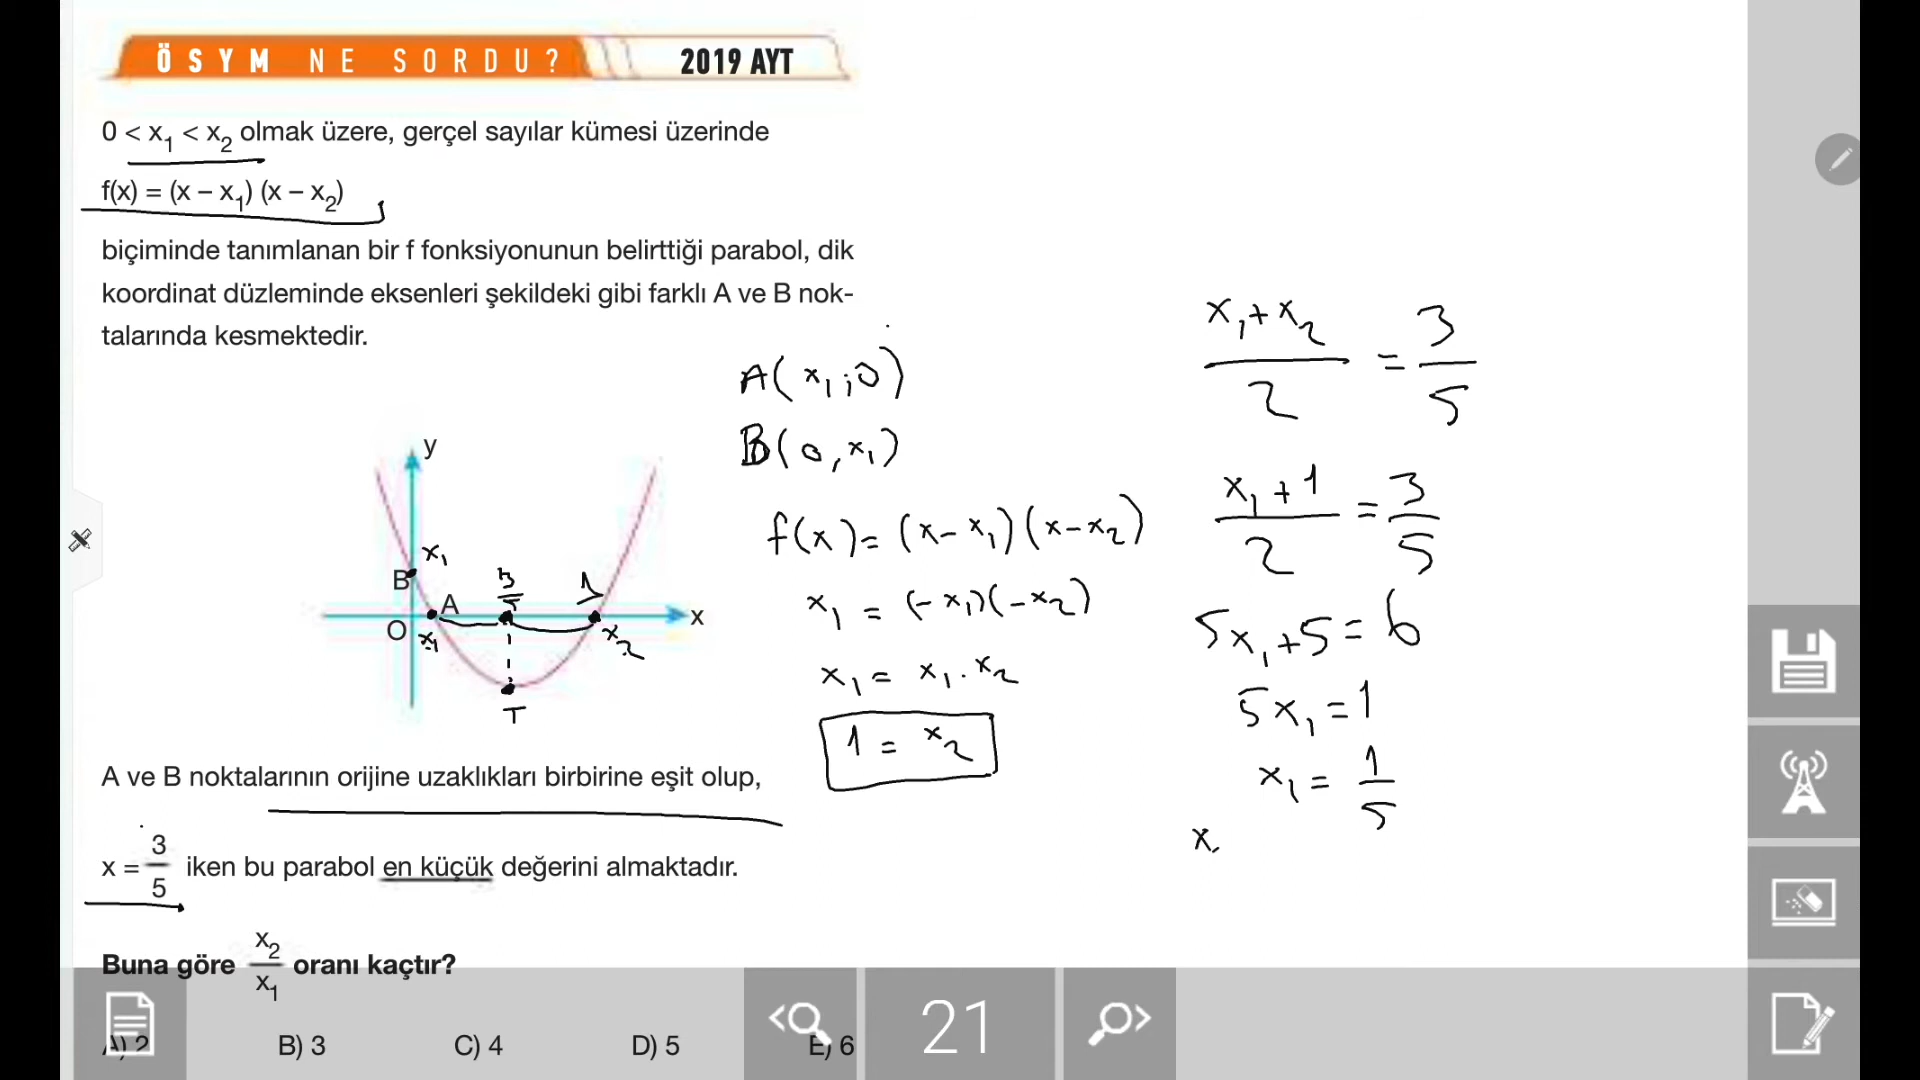 ÖSYM NE SORDU? 2019 AYT
0 < x₁ < x₂ olmak üzere, gerçel sayılar kümesi üzerinde
f(x) = (x – x₁) (x – x₂)
biçiminde tanımlanan bir f fonksiyonunun belirttiği parabol, dik
koordinat düzleminde eksenleri şekildeki gibi farklı A ve B nok-
talarında kesmektedir.
y
x₁
B
A
3/5
1
x
O
x₁
x₂
T
A(x₁;0)
B(0,x₁)
f(x)=(x-x₁)(x-x₂)
x₁ = (-x₁)(-x₂)
x₁ = x₁.x₂
1 = x₂
(x₁+x₂)/2 = 3/5
(x₁+1)/2 = 3/5
5x₁+5=6
5x₁=1
x₁ = 1/5
x
A ve B noktalarının orijine uzaklıkları birbirine eşit olup,
x = 3/5 iken bu parabol en küçük değerini almaktadır.
Buna göre x₂/x₁ oranı kaçtır?
A) 2 B) 3 C) 4 D) 5 E) 6
21